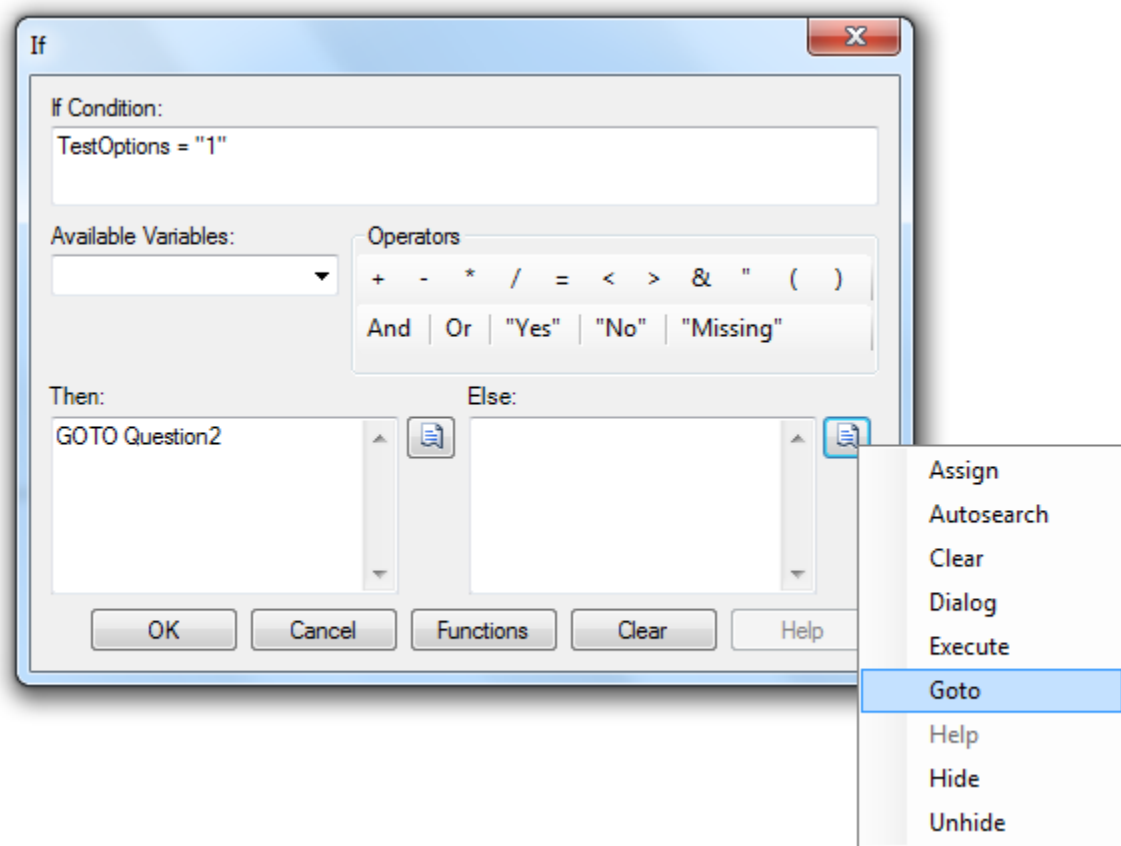 If
If Condition:
TestOptions = "1"
Available Variables:
Operators
+ - * / = < > & " ( )
And Or "Yes" "No" "Missing"
Then:
Else:
GOTO Question2
OK Cancel Functions Clear Help
Assign
Autosearch
Clear
Dialog
Execute
Goto
Help
Hide
Unhide